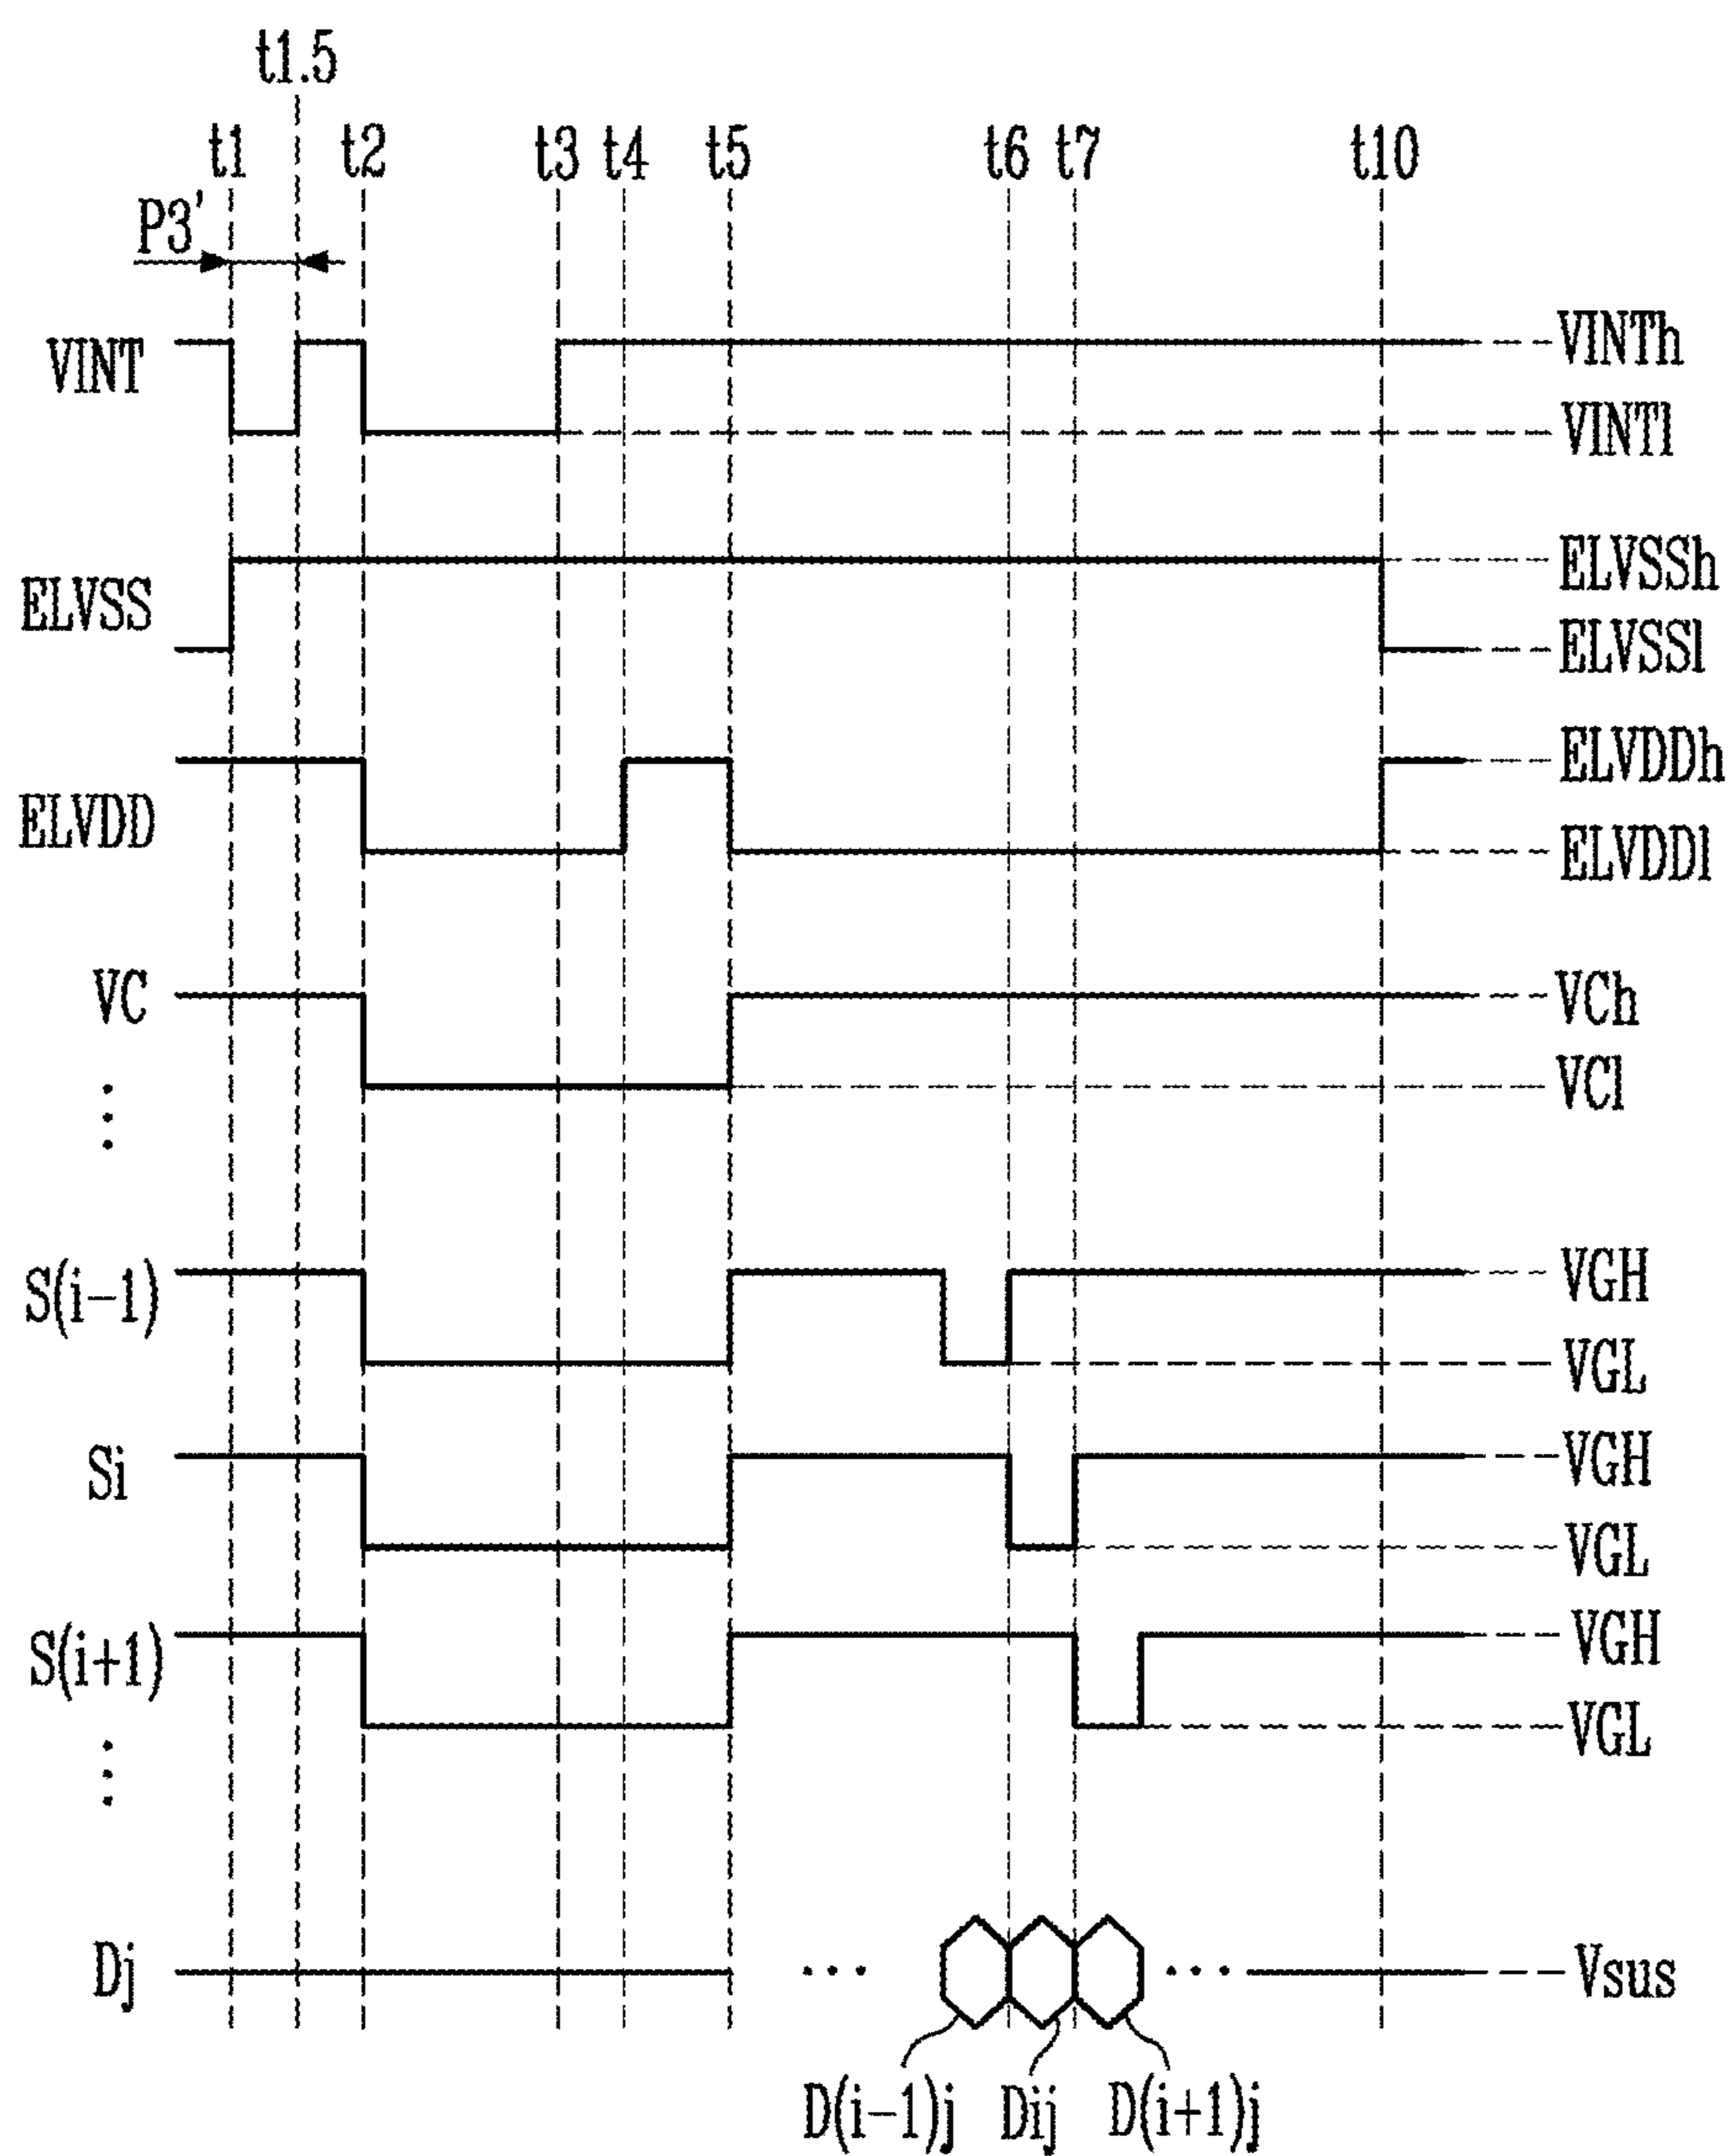 t1.5
t1 t2 t3 t4 t5 t6 t7 t10
P3'
VINT VINTh
VINTl
ELVSS ELVSSh
ELVSSl
ELVDD ELVDDh
ELVDDl
VC VCh
VCl
S(i-1) VGH
VGL
Si VGH
VGL
S(i+1) VGH
VGL
Dj Vsus
D(i-1)j Dij D(i+1)j